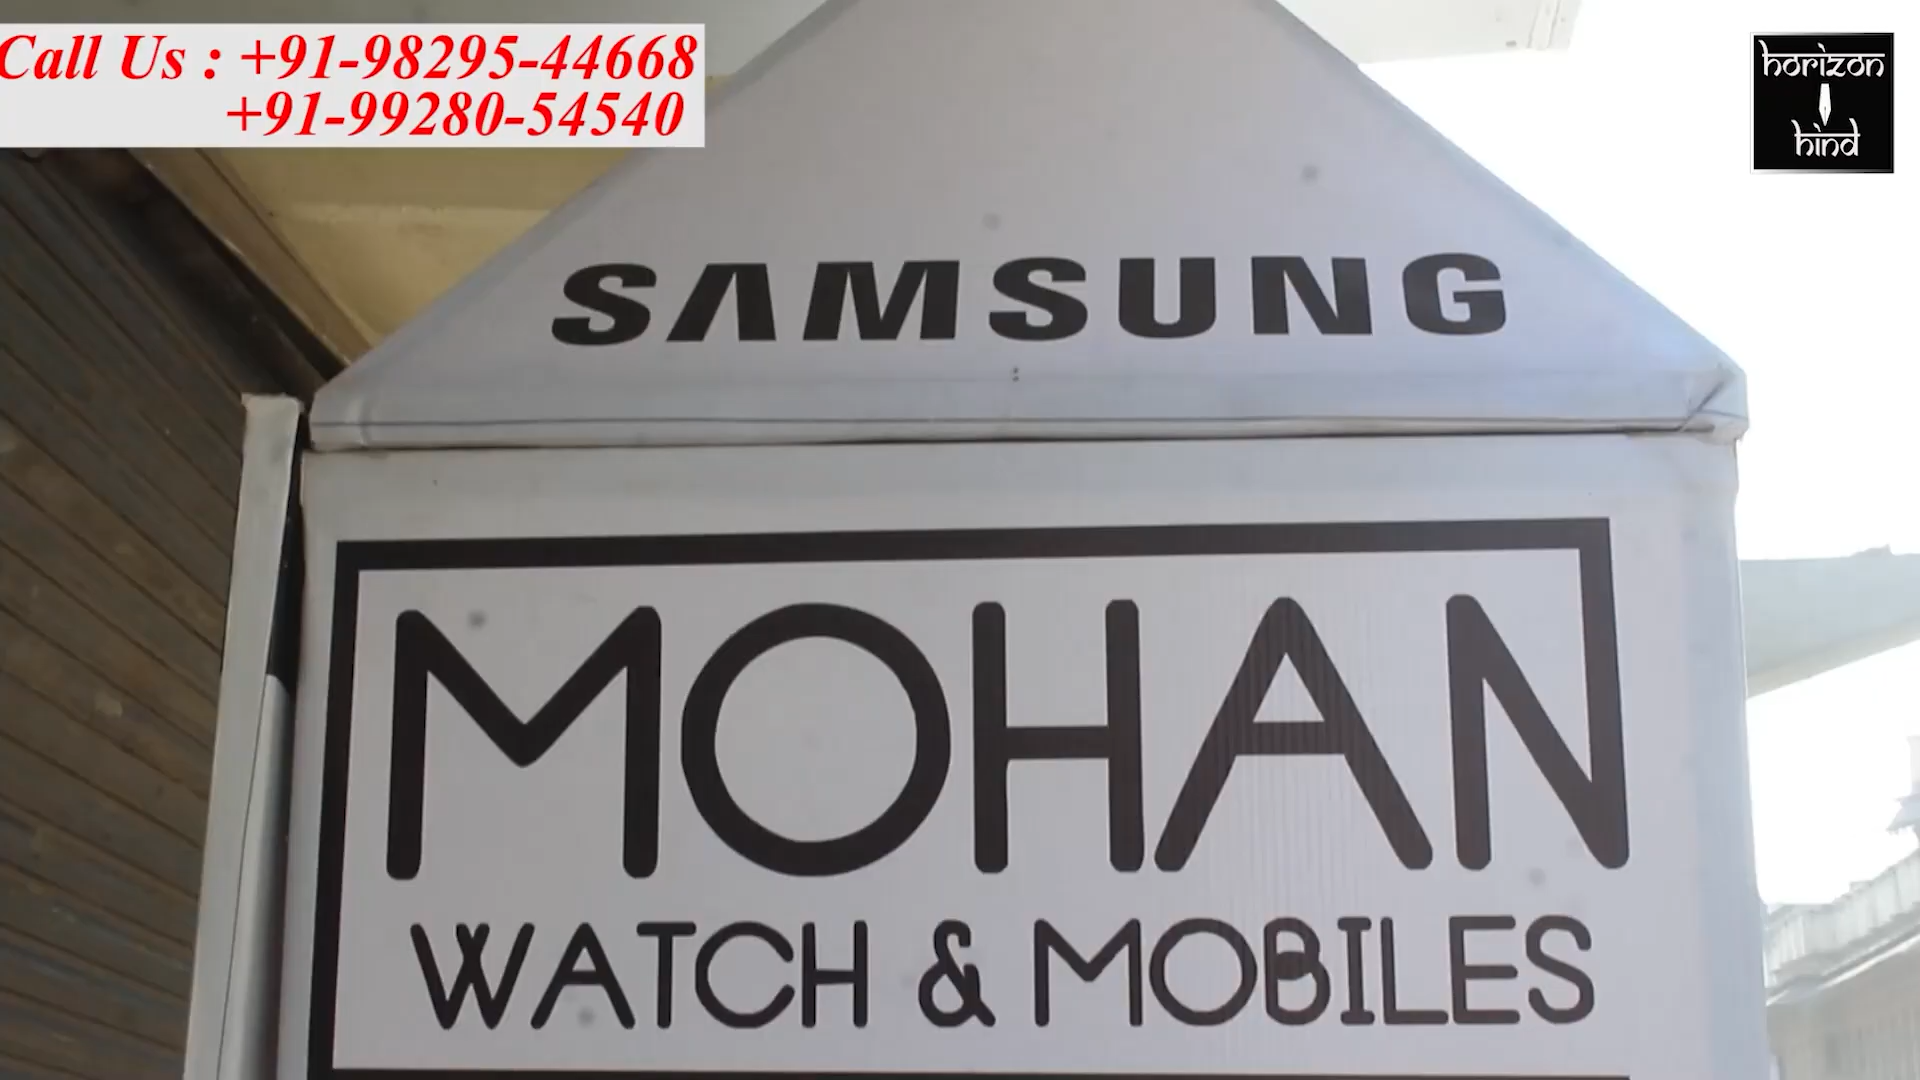 Call Us : +91-98295-44668
+91-99280-54540
horizon
hind
SAMSUNG
MOHAN
WATCH & MOBILES